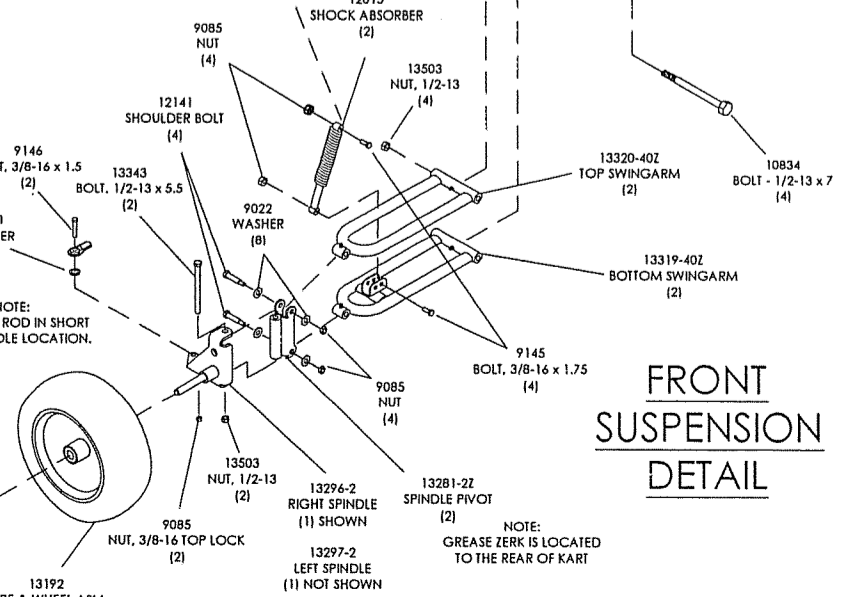 SHOCK ABSORBER
(2)
9085
NUT
(4)
13503
NUT, 1/2-13
(4)
12141
SHOULDER BOLT
(4)
9146
3/8-16 x 1.5
(2)
13343
BOLT, 1/2-13 x 5.5
(2)
9022
WASHER
(8)
13320-40Z
TOP SWINGARM
(2)
10834
BOLT - 1/2-13 x 7
(4)
13319-40Z
BOTTOM SWINGARM
(2)
ROD IN SHORT
LOCATION.
9145
BOLT, 3/8-16 x 1.75
(4)
9085
NUT
(4)
FRONT
SUSPENSION
DETAIL
13503
NUT, 1/2-13
(2)
13296-2
RIGHT SPINDLE
(1) SHOWN
13281-2Z
SPINDLE PIVOT
(2)
9085
NUT, 3/8-16 TOP LOCK
(2)
NOTE:
GREASE ZERK IS LOCATED
TO THE REAR OF KART
13297-2
LEFT SPINDLE
(1) NOT SHOWN
13192